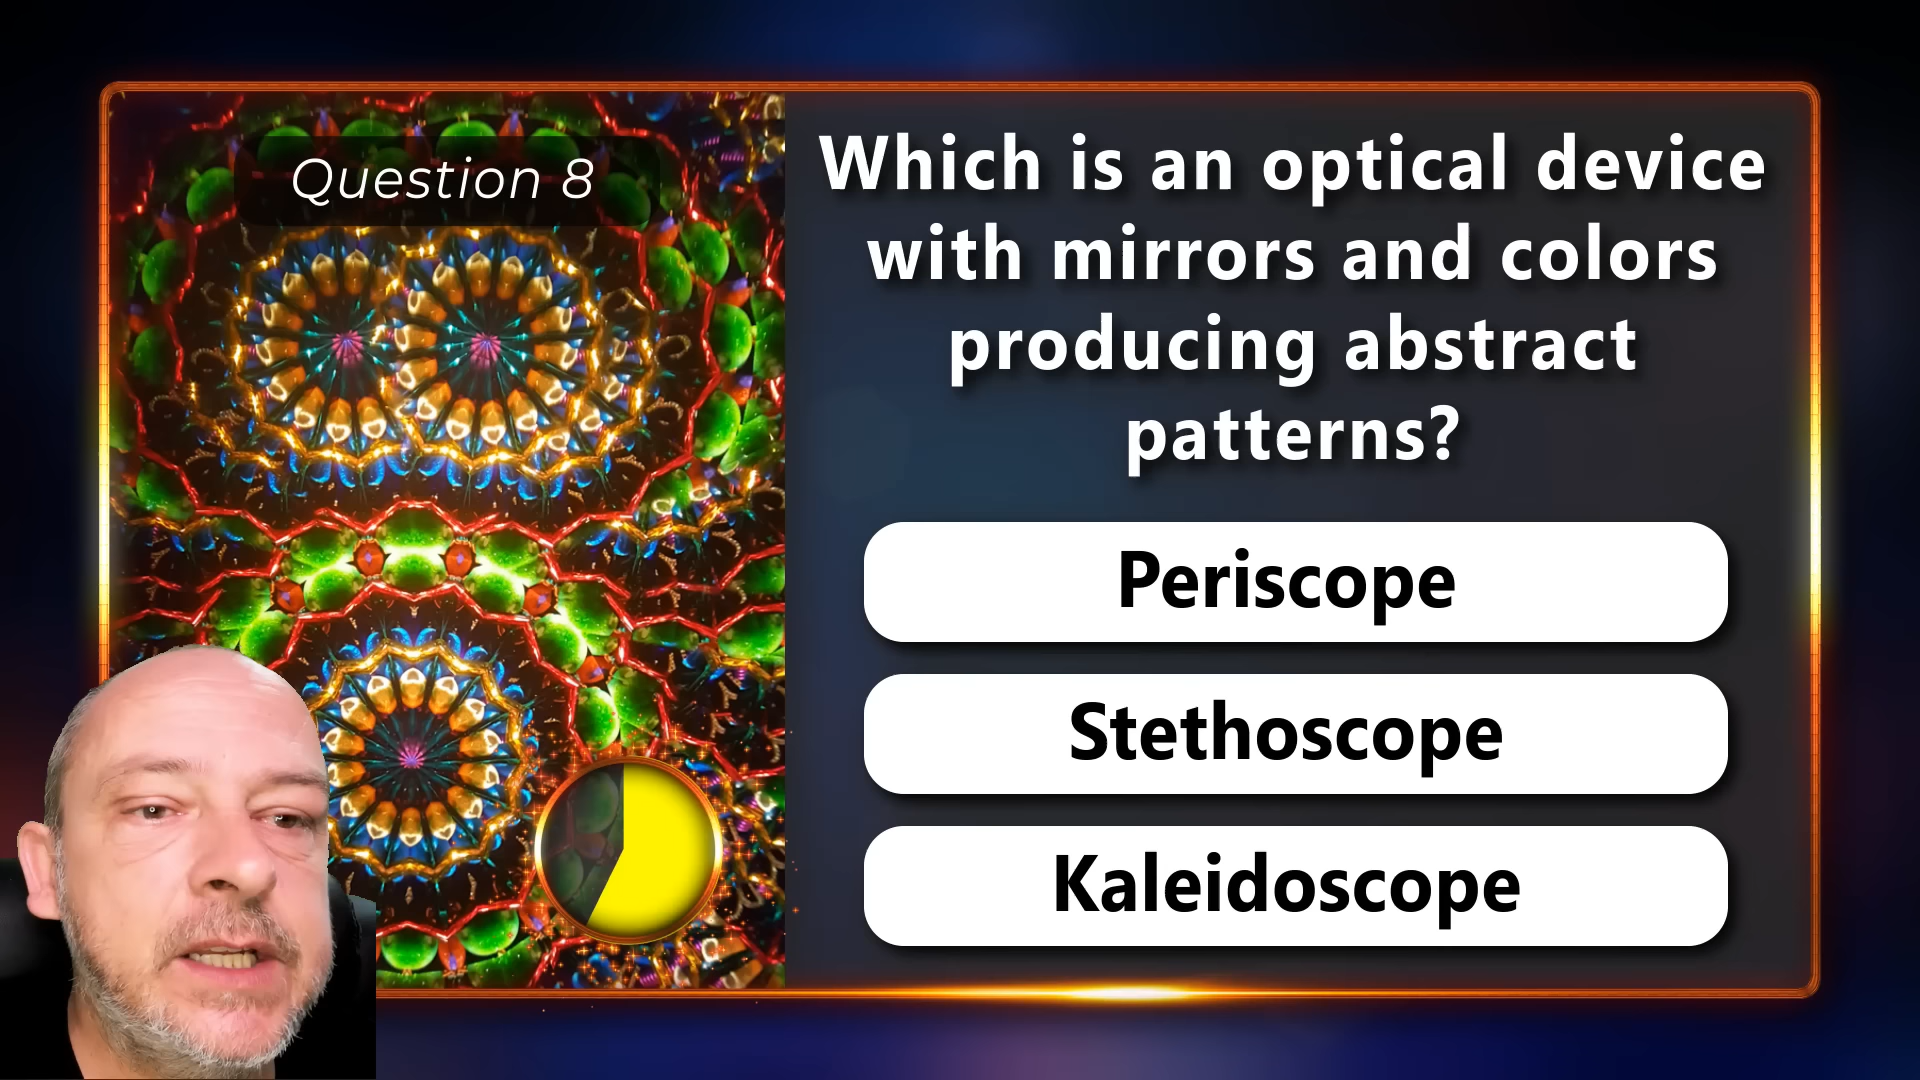 Question 8
Which is an optical device
with mirrors and colors
producing abstract
patterns?
Periscope
Stethoscope
Kaleidoscope